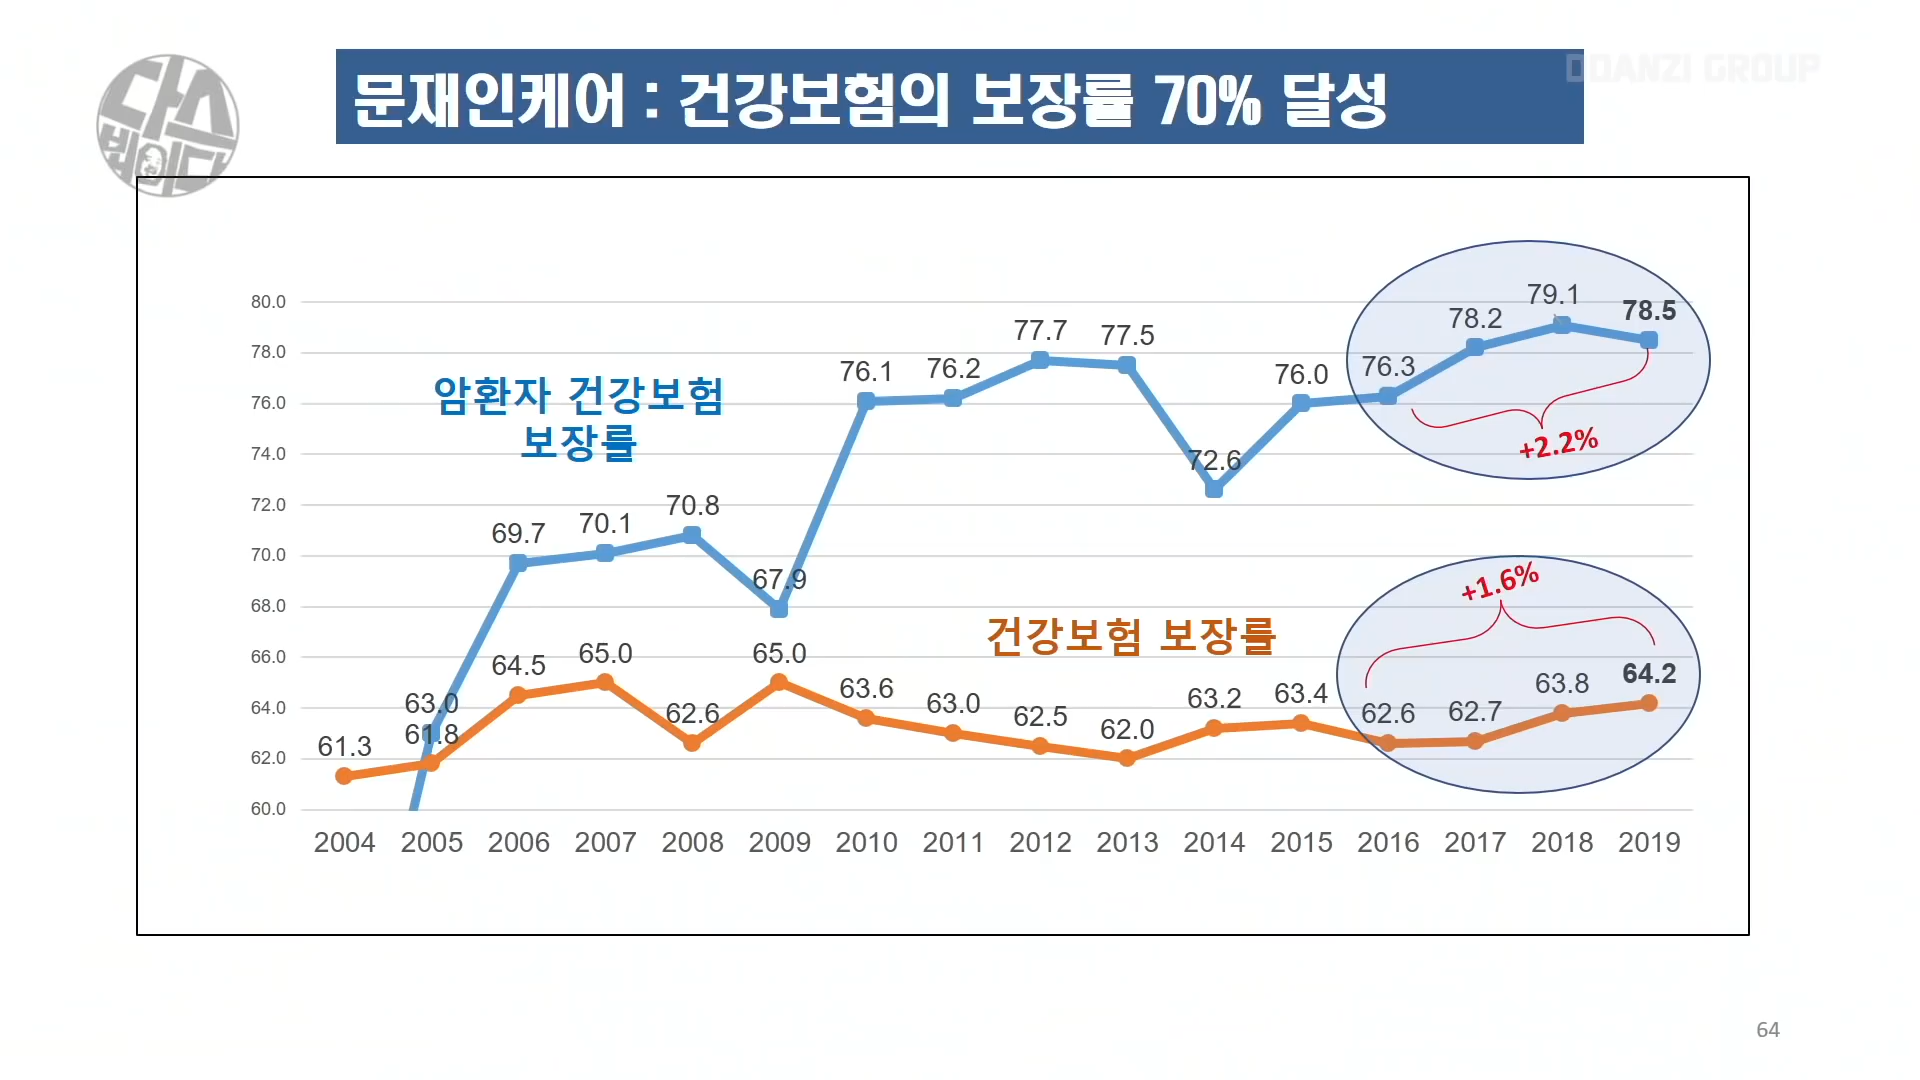 다스
법이다
DDANZI GROUP
문재인케어 : 건강보험의 보장률 70% 달성
80.0
78.0
76.0
74.0
72.0
70.0
68.0
66.0
64.0
62.0
60.0
암환자 건강보험
보장률
63.0 69.7 70.1 70.8 67.9 76.1 76.2 77.7 77.5 72.6 76.0 76.3 78.2 79.1 78.5
+2.2%
건강보험 보장률
+1.6%
61.3 61.8 64.5 65.0 62.6 65.0 63.6 63.0 62.5 62.0 63.2 63.4 62.6 62.7 63.8 64.2
2004 2005 2006 2007 2008 2009 2010 2011 2012 2013 2014 2015 2016 2017 2018 2019
64